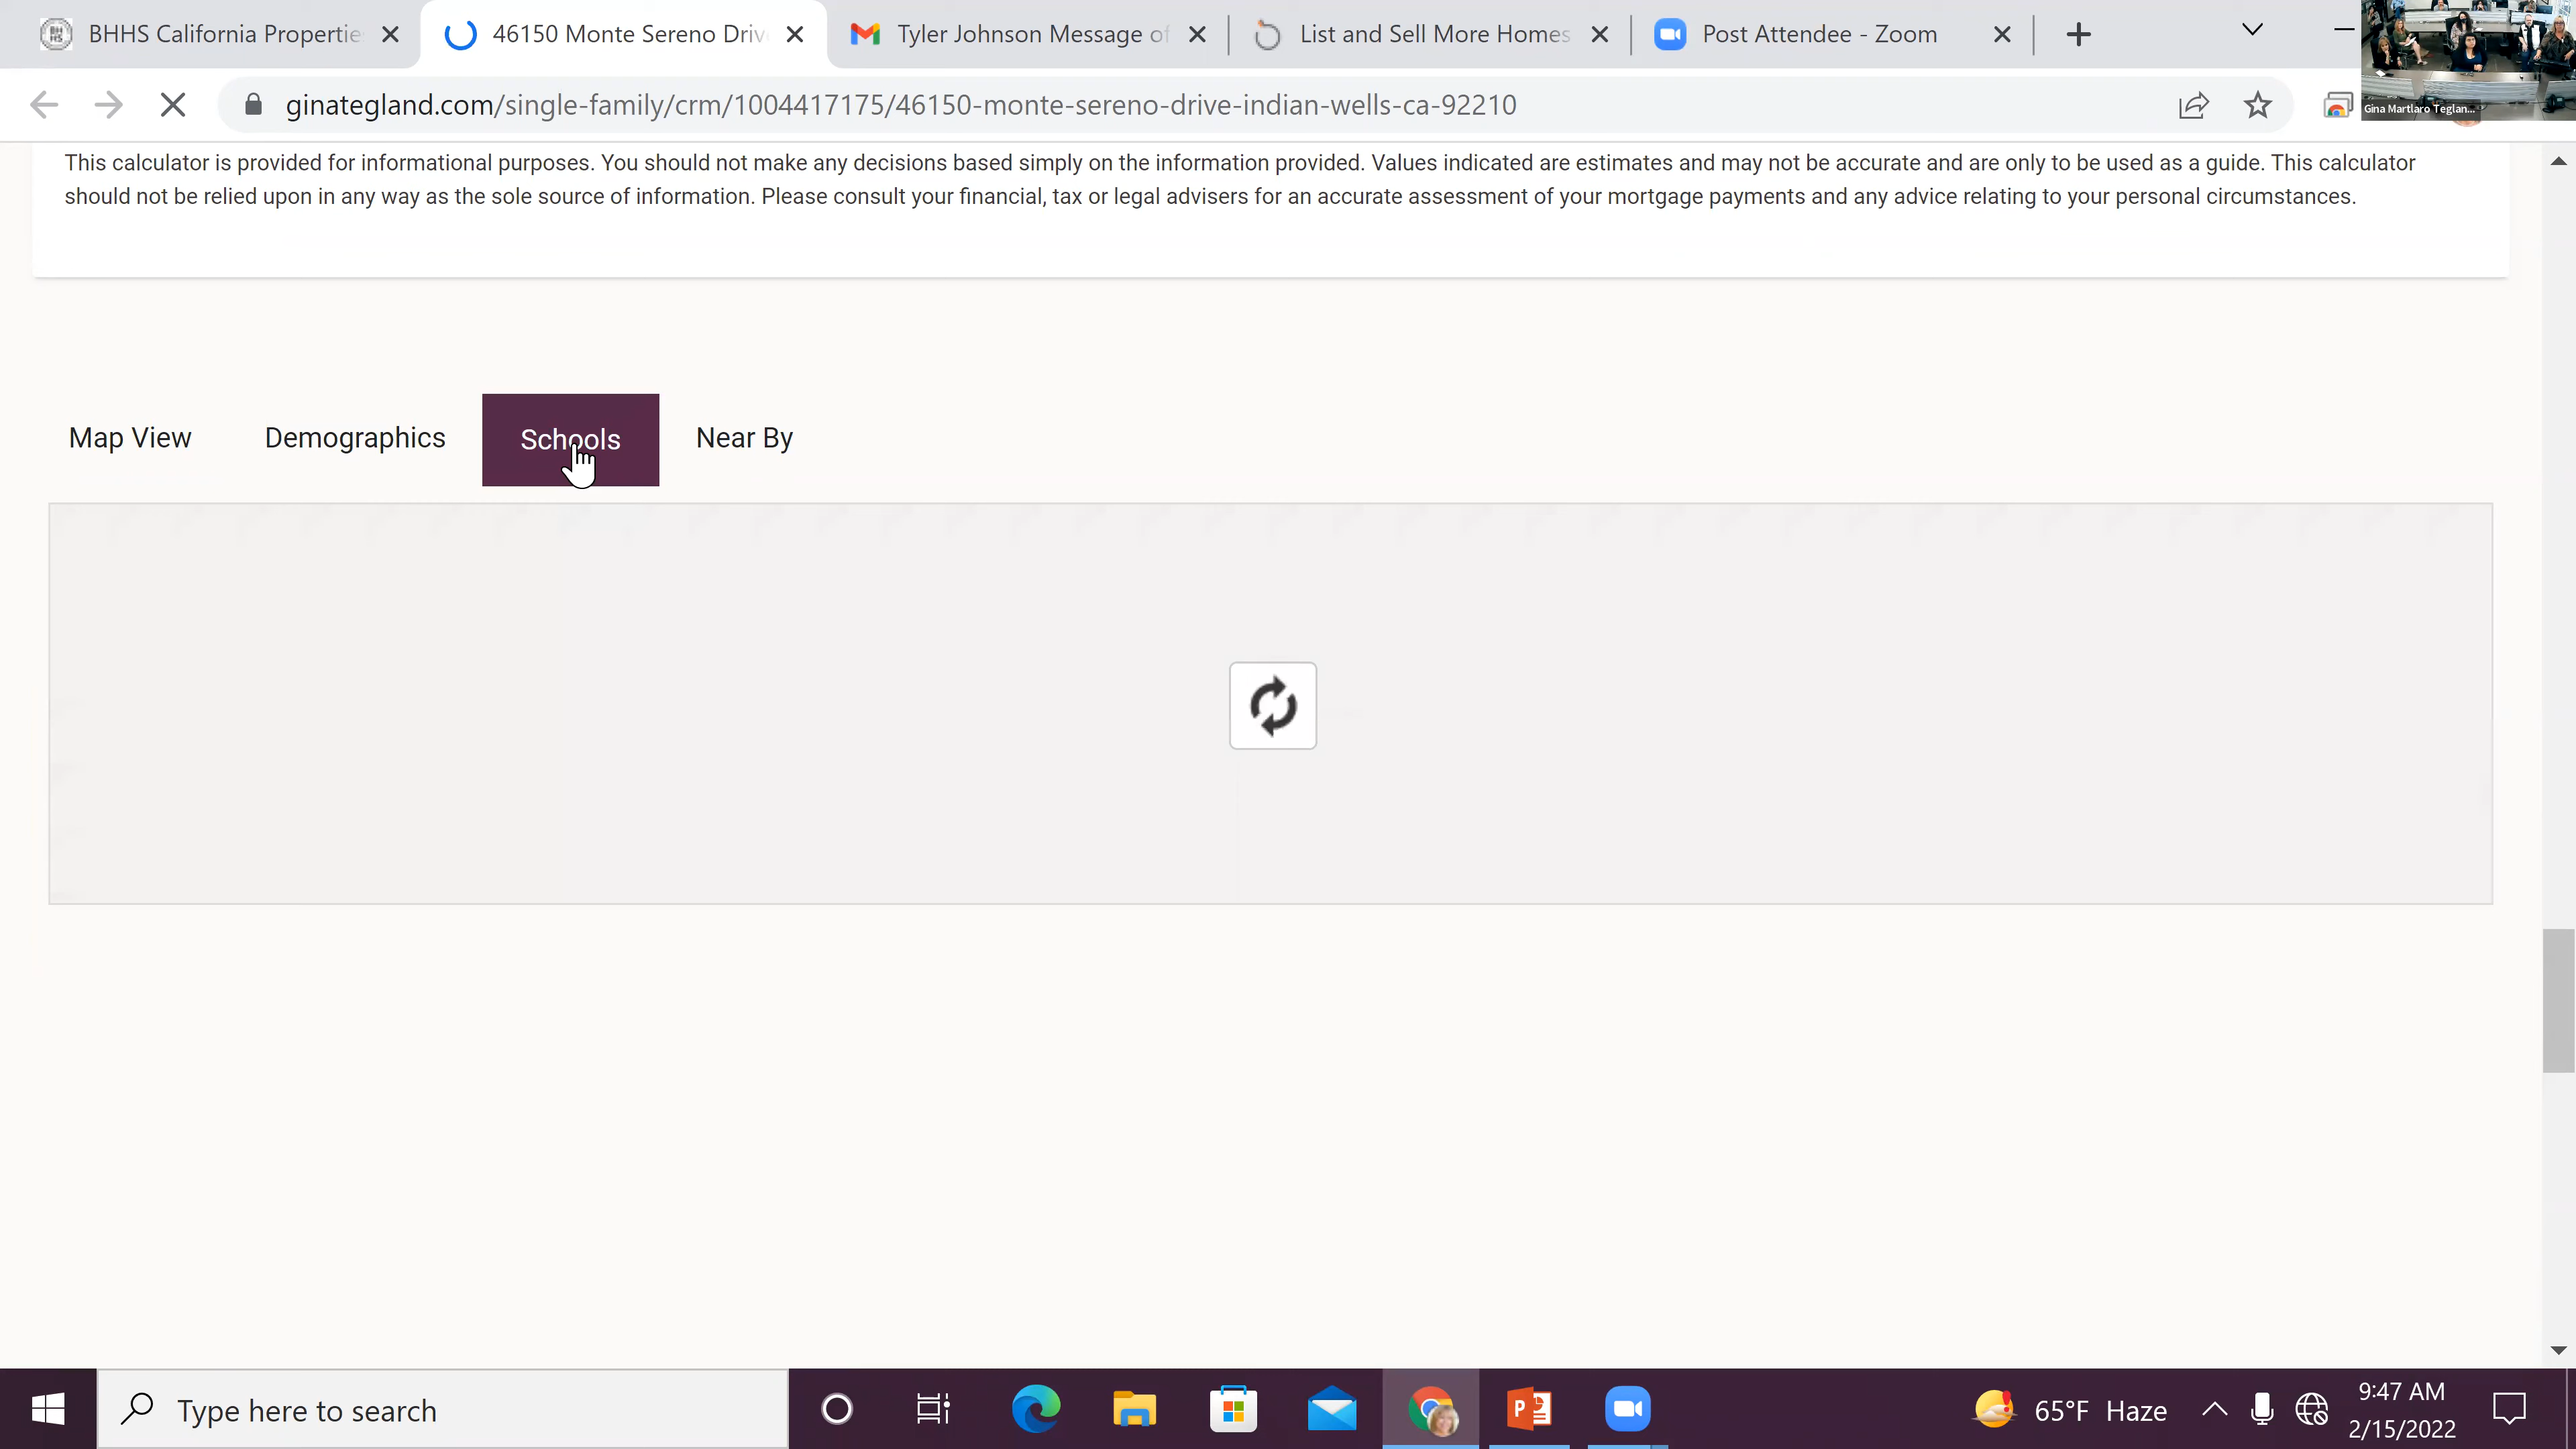 BHHS California Propertie
46150 Monte Sereno Driv
Tyler Johnson Message of
List and Sell More Homes
Post Attendee - Zoom
ginategland.com/single-family/crm/1004417175/46150-monte-sereno-drive-indian-wells-ca-92210
Gina Martlaro Teglan...
This calculator is provided for informational purposes. You should not make any decisions based simply on the information provided. Values indicated are estimates and may not be accurate and are only to be used as a guide. This calculator
should not be relied upon in any way as the sole source of information. Please consult your financial, tax or legal advisers for an accurate assessment of your mortgage payments and any advice relating to your personal circumstances.
Map View
Demographics
Schools
Near By
Type here to search
65°F Haze
9:47 AM
2/15/2022